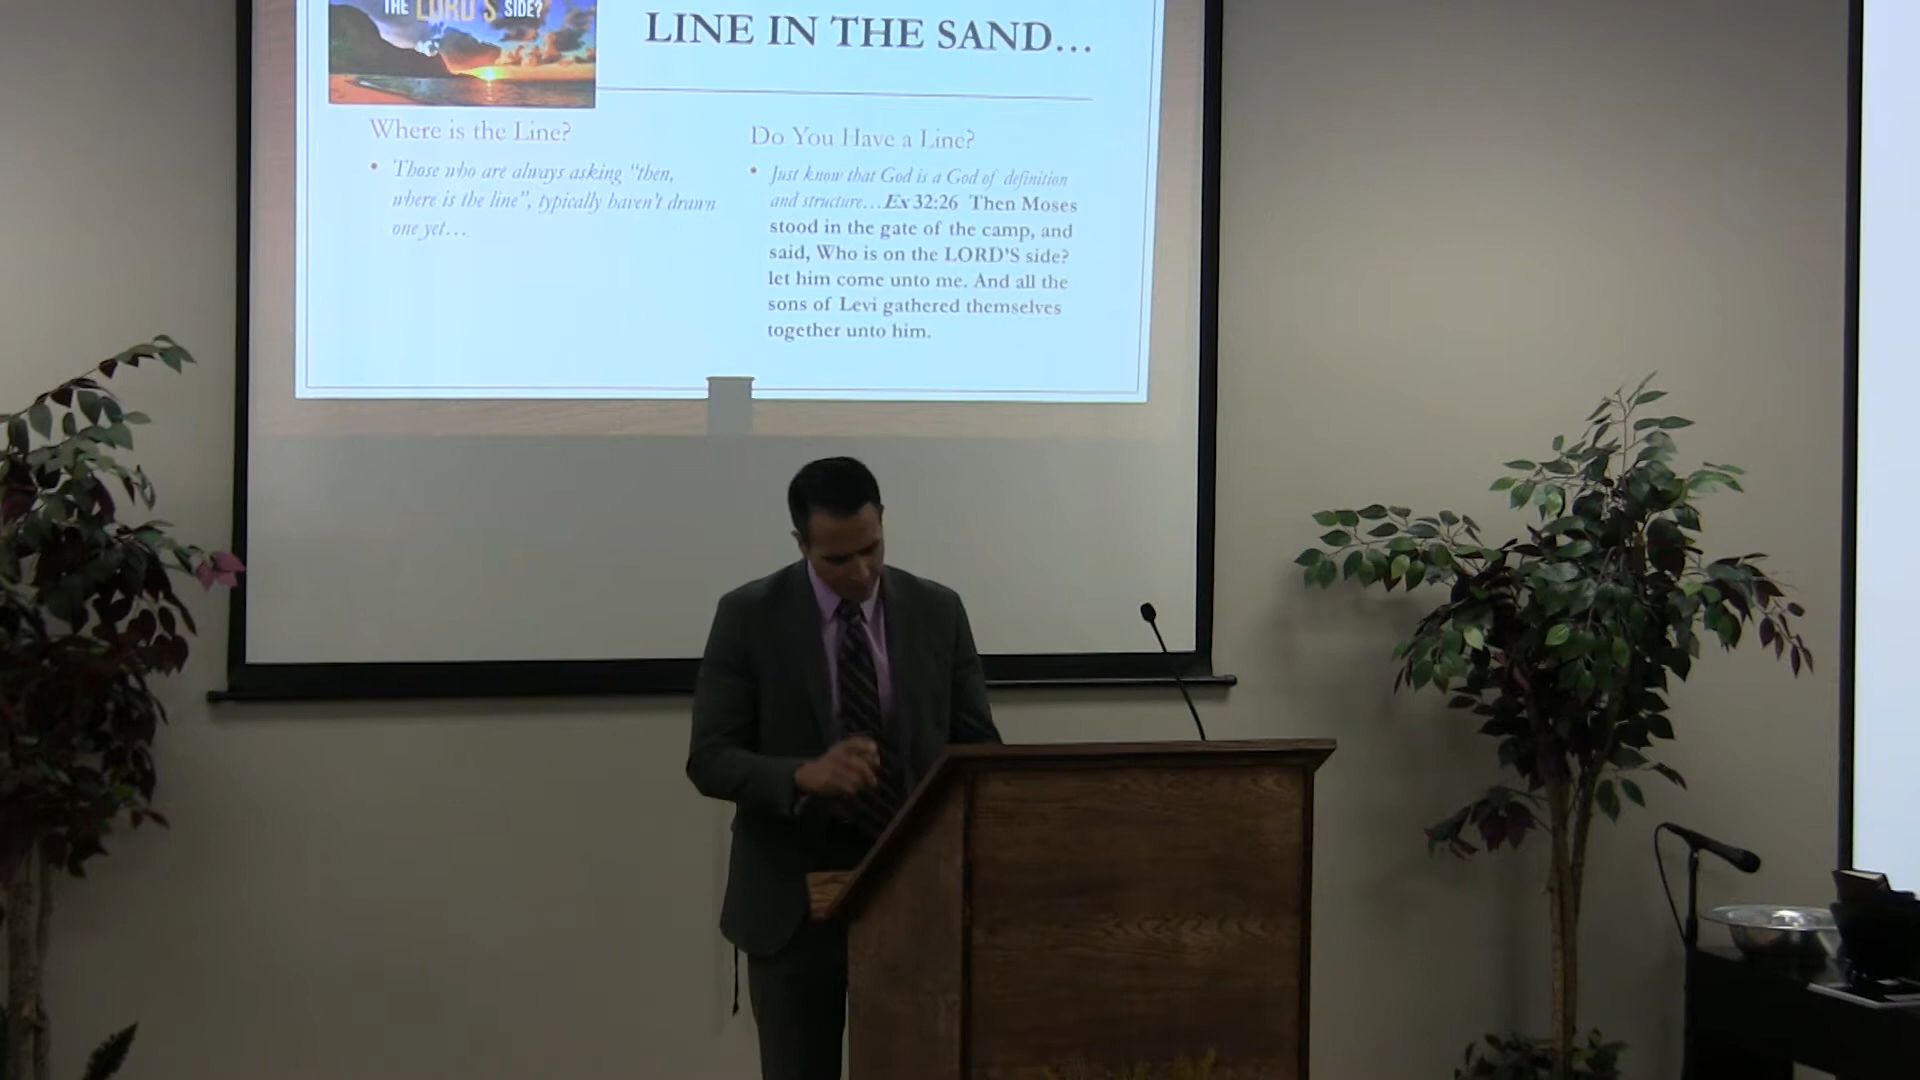 THE LORD'S SIDE?
LINE IN THE SAND...
Where is the Line?
• Those who are always asking “then,
where is the line”, typically haven't drawn
one yet...
Do You Have a Line?
• Just know that God is a God of definition
and structure...Ex 32:26 Then Moses
stood in the gate of the camp, and
said, Who is on the LORD'S side?
let him come unto me. And all the
sons of Levi gathered themselves
together unto him.